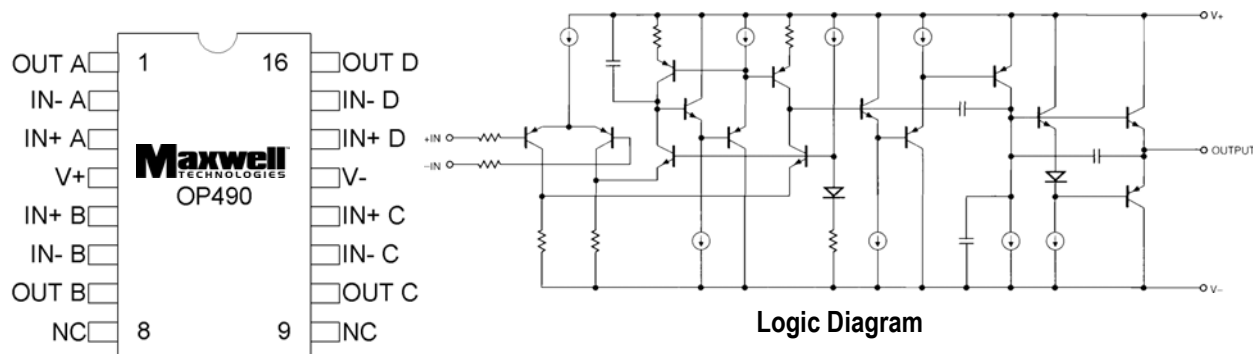 OUT A 1 16 OUT D
IN- A IN- D
IN+ A IN+ D
Maxwell
TECHNOLOGIES
V+ V-
OP490
IN+ B IN+ C
IN- B IN- C
OUT B OUT C
NC 8 9 NC
V+
+IN
−IN
OUTPUT
V−
Logic Diagram